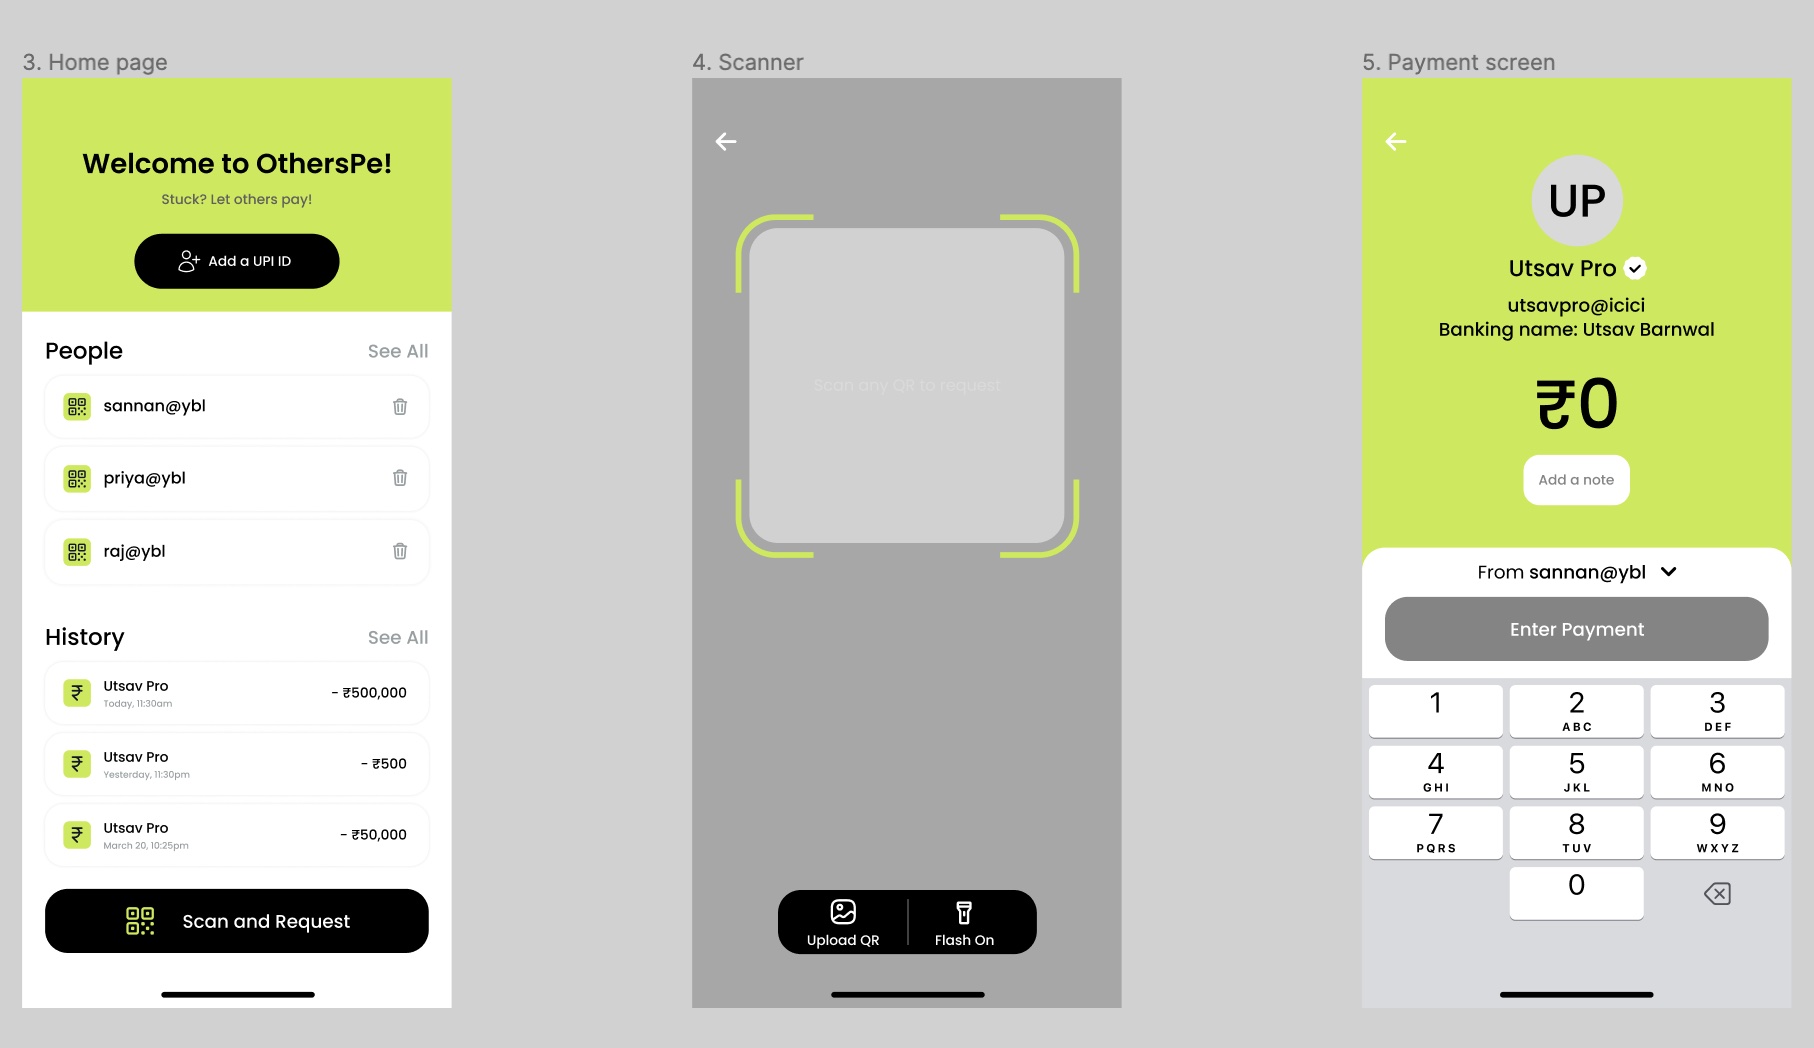 3. Home page
Welcome to OthersPe!
Stuck? Let others pay!
Add a UPI ID
People
See All
sannan@ybl
priya@ybl
raj@ybl
History
See All
Utsav Pro
Today, 11:30am
- ₹500,000
Utsav Pro
Yesterday, 11:30pm
- ₹500
Utsav Pro
March 20, 10:25pm
- ₹50,000
Scan and Request
4. Scanner
Scan any QR to request
Upload QR
Flash On
5. Payment screen
UP
Utsav Pro
utsavpro@icici
Banking name: Utsav Barnwal
₹0
Add a note
From sannan@ybl
Enter Payment
1
2
3
ABC
DEF
4
5
6
GHI
JKL
MNO
7
8
9
PQRS
TUV
WXYZ
0